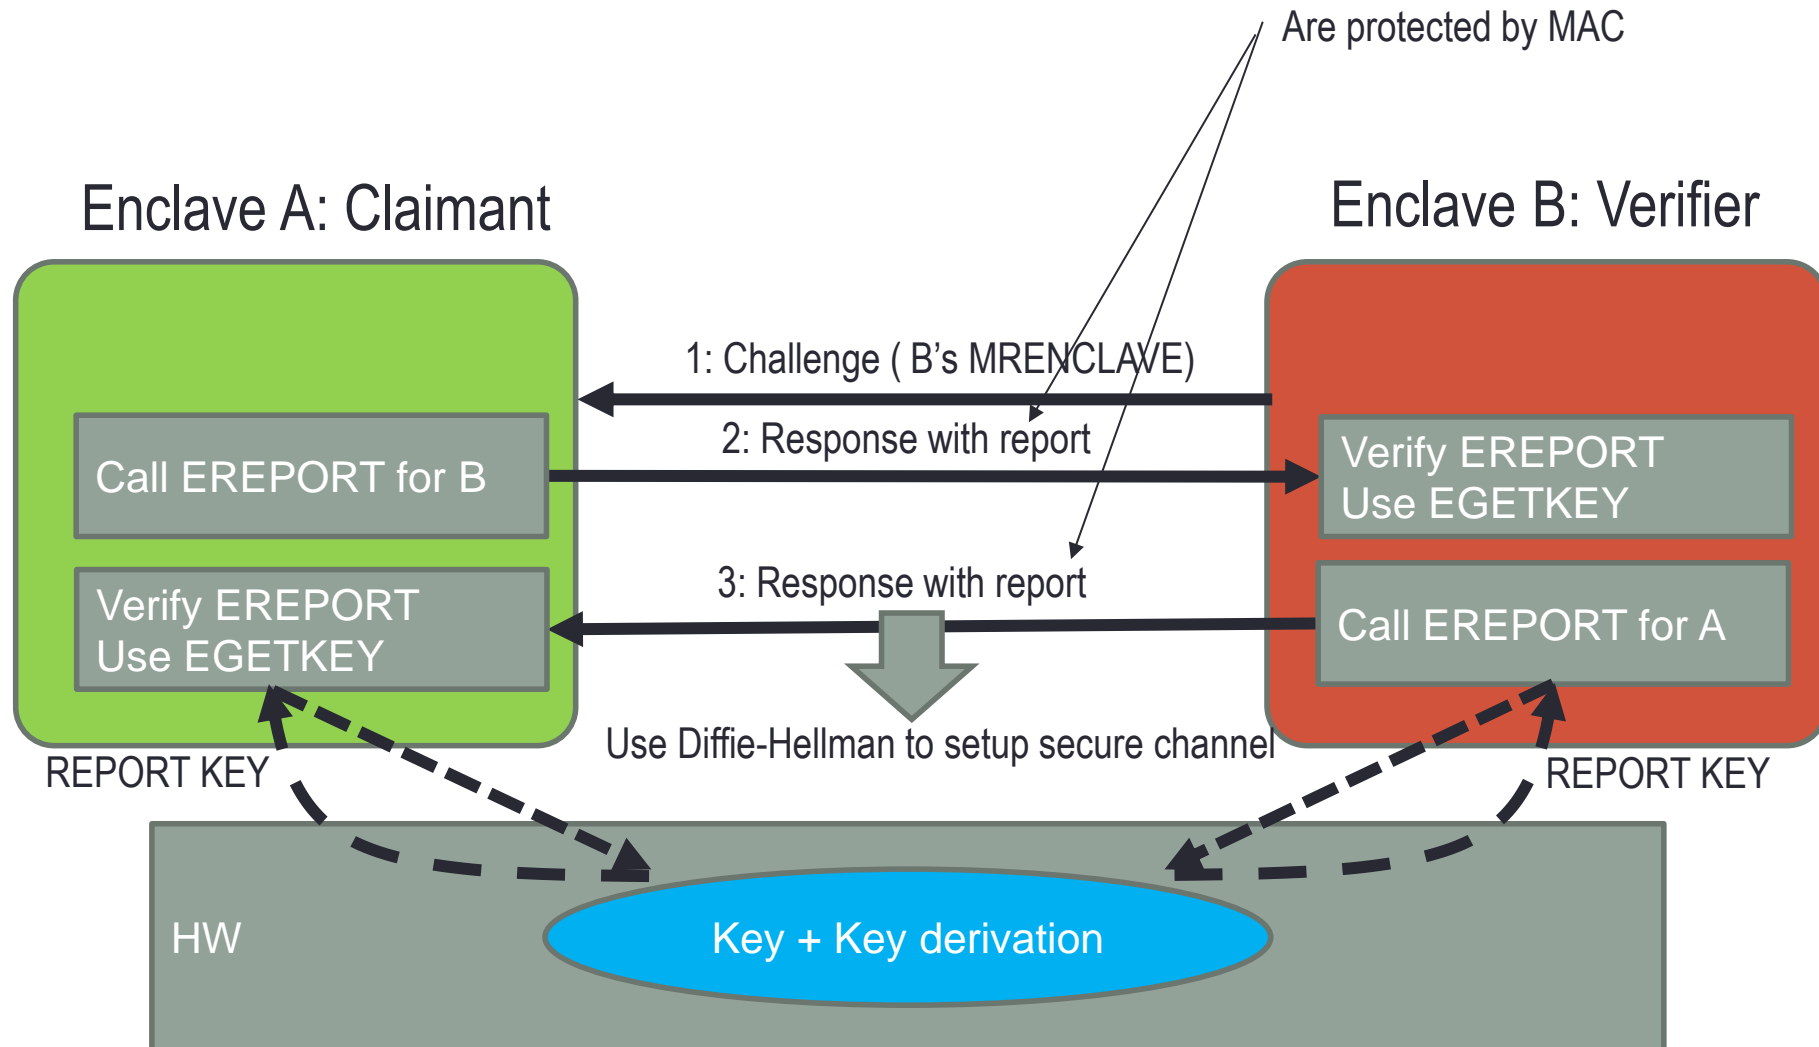 Are protected by MAC
Enclave A: Claimant
Enclave B: Verifier
1: Challenge ( B’s MRENCLAVE)
2: Response with report
Call EREPORT for B
Verify EREPORT
Use EGETKEY
3: Response with report
Verify EREPORT
Use EGETKEY
Call EREPORT for A
Use Diffie-Hellman to setup secure channel
REPORT KEY
REPORT KEY
HW
Key + Key derivation